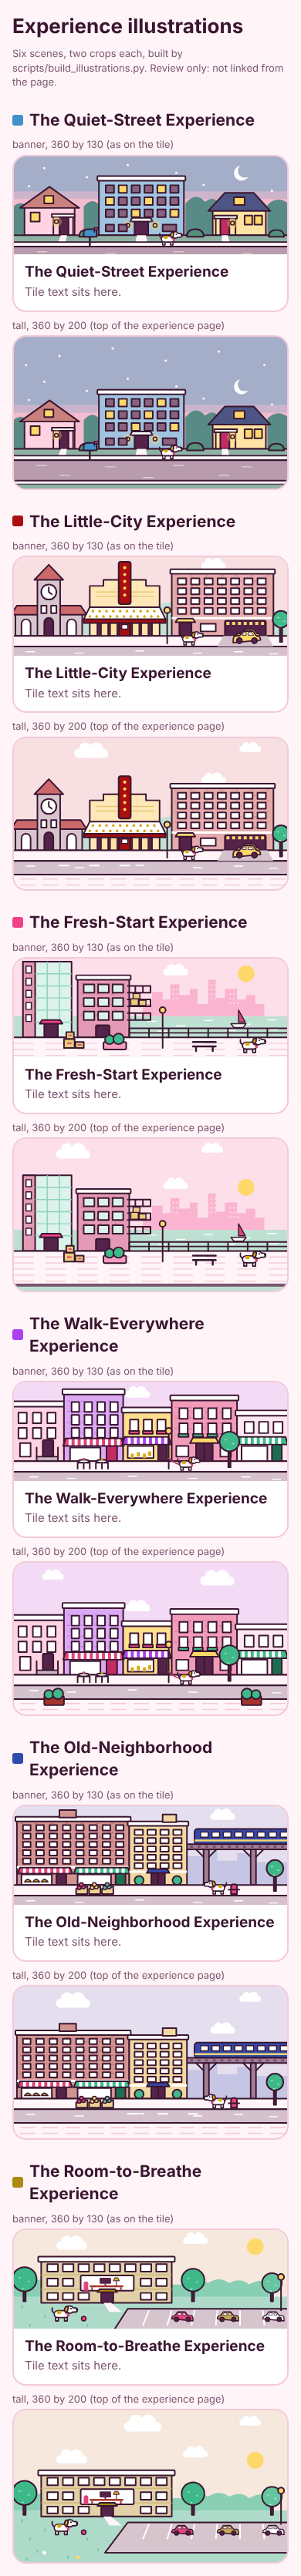 Experience illustrations
Six scenes, two crops each, built by
scripts/build_illustrations.py. Review only: not linked from
the page.
The Quiet-Street Experience
banner, 360 by 130 (as on the tile)
The Quiet-Street Experience
Tile text sits here.
tall, 360 by 200 (top of the experience page)
The Little-City Experience
banner, 360 by 130 (as on the tile)
The Little-City Experience
Tile text sits here.
tall, 360 by 200 (top of the experience page)
The Fresh-Start Experience
banner, 360 by 130 (as on the tile)
The Fresh-Start Experience
Tile text sits here.
tall, 360 by 200 (top of the experience page)
The Walk-Everywhere
Experience
banner, 360 by 130 (as on the tile)
The Walk-Everywhere Experience
Tile text sits here.
tall, 360 by 200 (top of the experience page)
The Old-Neighborhood
Experience
banner, 360 by 130 (as on the tile)
The Old-Neighborhood Experience
Tile text sits here.
tall, 360 by 200 (top of the experience page)
The Room-to-Breathe
Experience
banner, 360 by 130 (as on the tile)
The Room-to-Breathe Experience
Tile text sits here.
tall, 360 by 200 (top of the experience page)